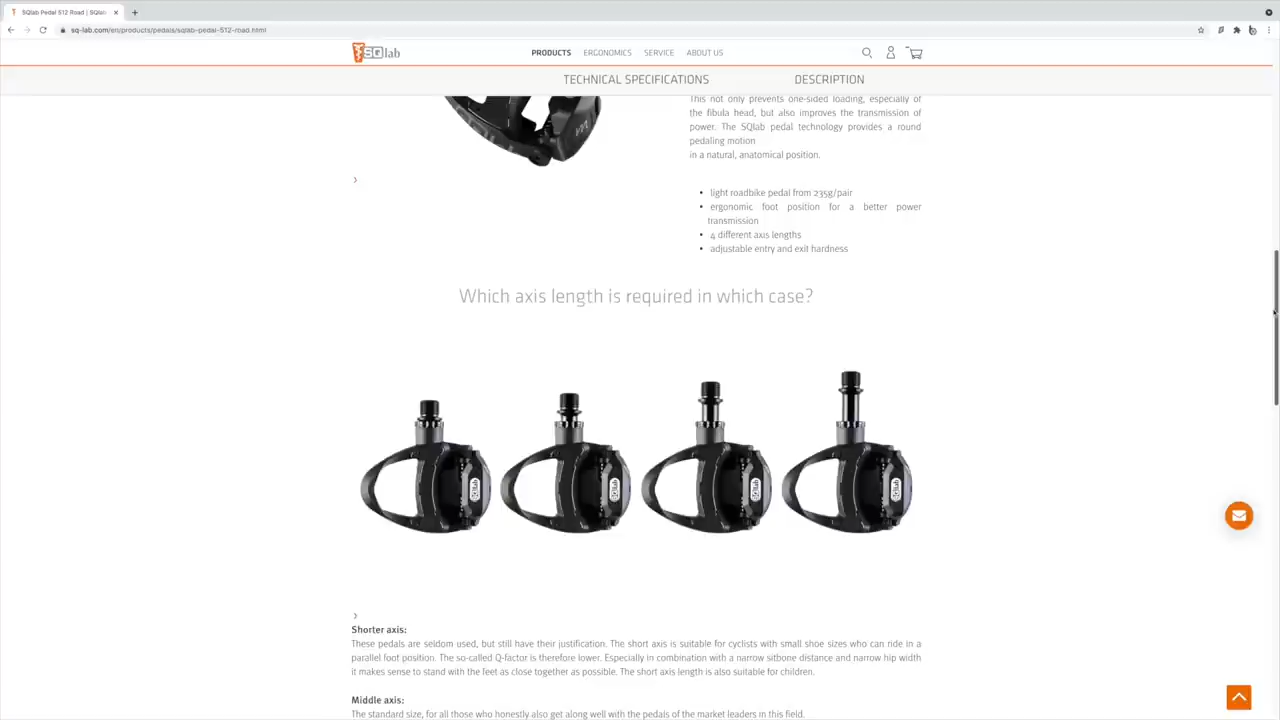 SQlab Pedal 512 Road | SQlab
sq-lab.com/en/products/pedals/sqlab-pedal-512-road.html
SQlab
PRODUCTS
ERGONOMICS
SERVICE
ABOUT US
TECHNICAL SPECIFICATIONS
DESCRIPTION
This not only prevents one-sided loading, especially of
the fibula head, but also improves the transmission of
power. The SQlab pedal technology provides a round
pedaling motion
in a natural, anatomical position.
• light roadbike pedal from 235g/pair
• ergonomic foot position for a better power
transmission
• 4 different axis lengths
• adjustable entry and exit hardness
Which axis length is required in which case?
SQlab
SQlab
SQlab
SQlab
Shorter axis:
These pedals are seldom used, but still have their justification. The short axis is suitable for cyclists with small shoe sizes who can ride in a
parallel foot position. The so-called Q-factor is therefore lower. Especially in combination with a narrow sitbone distance and narrow hip width
it makes sense to stand with the feet as close together as possible. The short axis length is also suitable for children.
Middle axis:
The standard size, for all those who honestly also get along well with the pedals of the market leaders in this field.